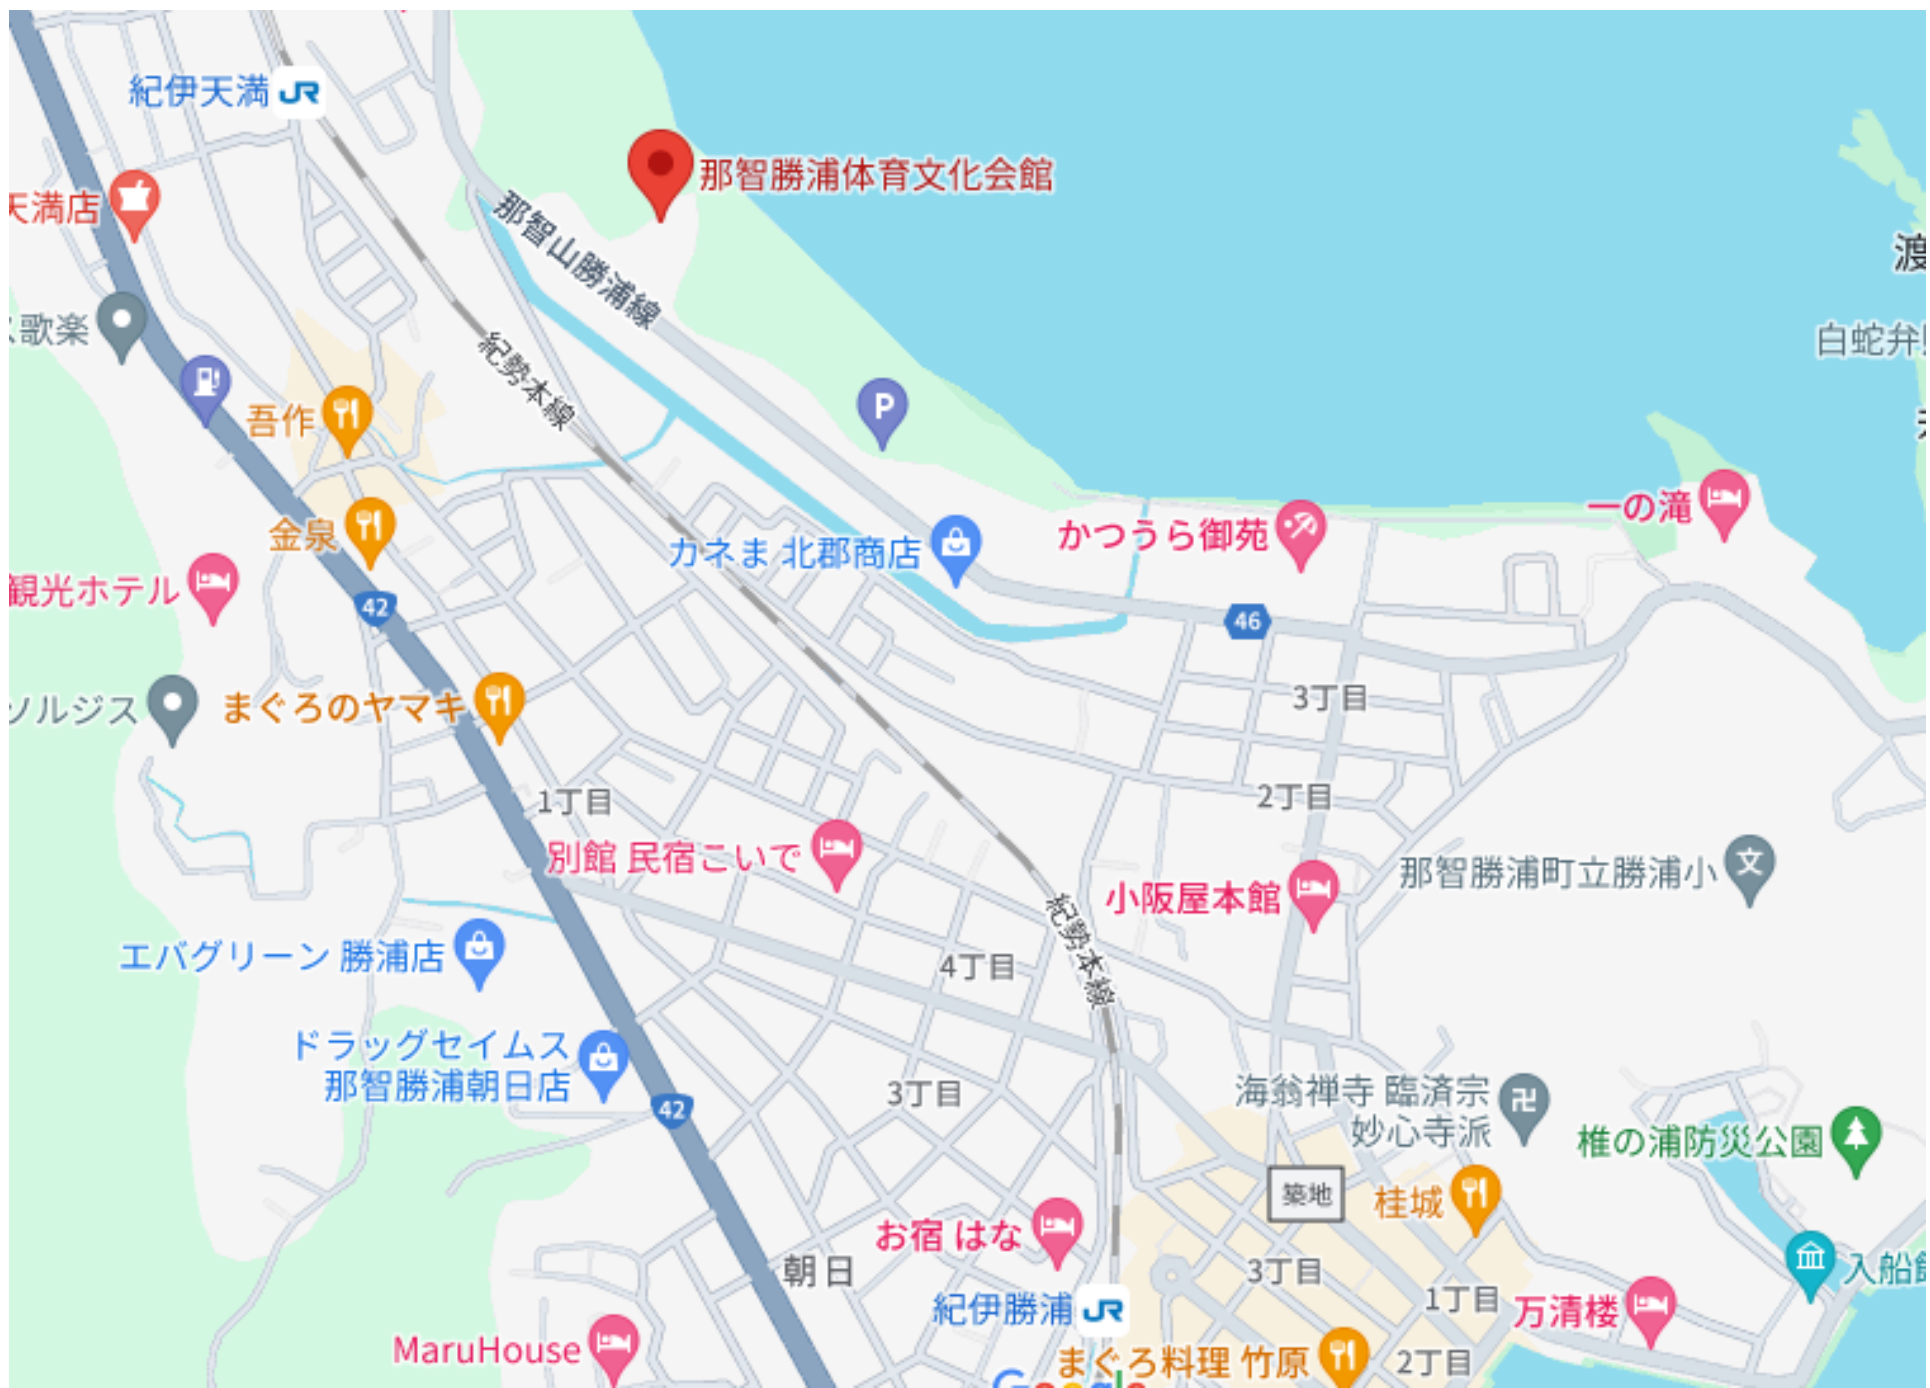 紀伊天満
JR
那智勝浦体育文化会館
天満店
那智山勝浦線
渡
歌楽
白蛇弁
紀勢本線
吾作
P
金泉
カネま 北郡商店
かつうら御苑
一の滝
観光ホテル
42
46
ソルジス
まぐろのヤマキ
3丁目
1丁目
2丁目
別館 民宿こいで
小阪屋本館
那智勝浦町立勝浦小
文
紀勢本線
エバグリーン 勝浦店
4丁目
ドラッグセイムス
那智勝浦朝日店
42
3丁目
海翁禅寺 臨済宗
妙心寺派
卍
椎の浦防災公園
築地
桂城
お宿 はな
朝日
3丁目
入船館
紀伊勝浦
JR
1丁目
万清楼
MaruHouse
まぐろ料理 竹原
2丁目
Google